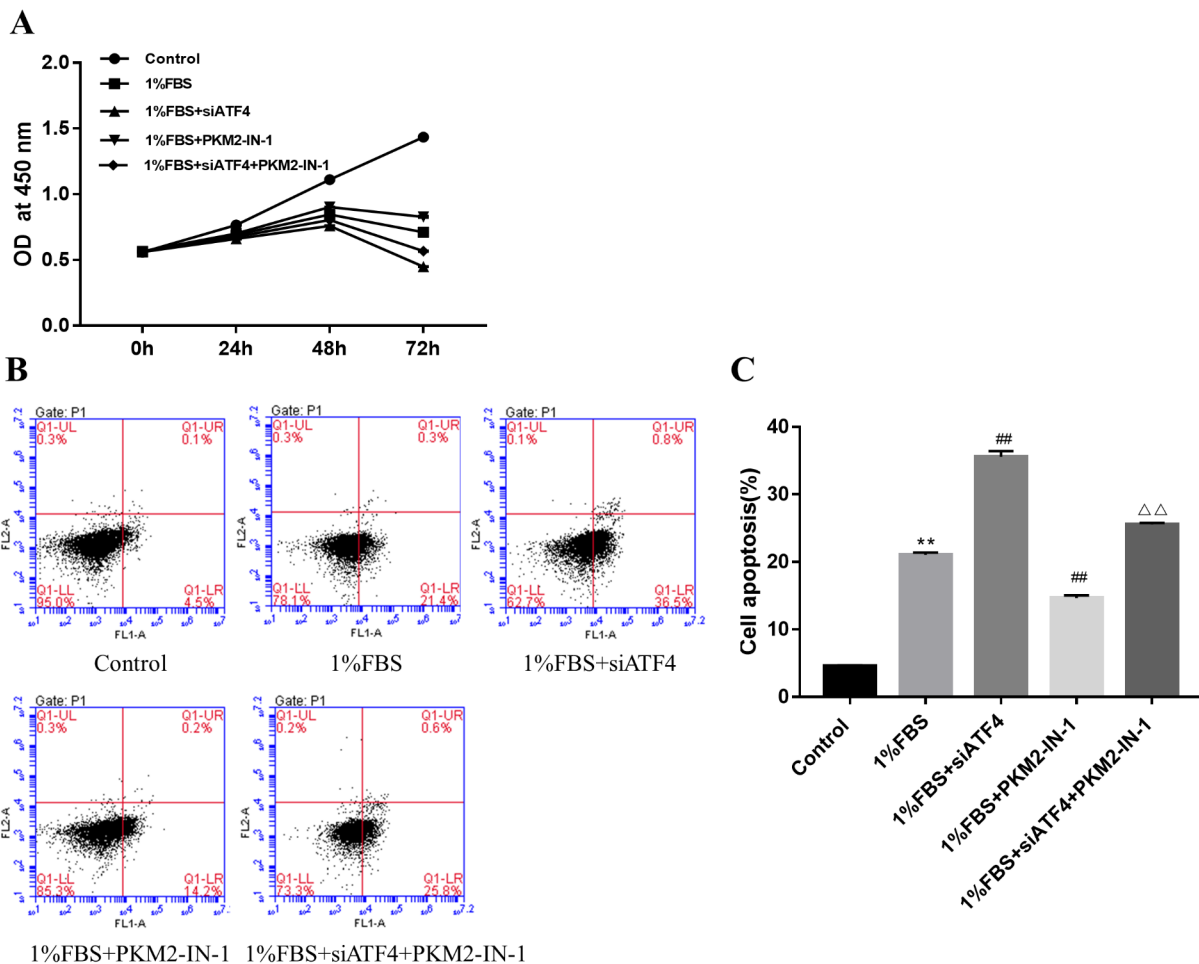 A
OD at 450 nm
2.0
1.5
1.0
0.5
0.0
0h 24h 48h 72h
Control
1%FBS
1%FBS+siATF4
1%FBS+PKM2-IN-1
1%FBS+siATF4+PKM2-IN-1
B
Gate: P1
Q1-UL Q1-UR
0.3% 0.1%
Q1-LL Q1-LR
95.0% 4.5%
FL2-A
FL1-A
Control
Gate: P1
Q1-UL Q1-UR
0.3% 0.3%
Q1-LL Q1-LR
78.1% 21.4%
FL2-A
FL1-A
1%FBS
Gate: P1
Q1-UL Q1-UR
0.1% 0.8%
Q1-LL Q1-LR
62.7% 36.5%
FL2-A
FL1-A
1%FBS+siATF4
Gate: P1
Q1-UL Q1-UR
0.3% 0.2%
Q1-LL Q1-LR
85.3% 14.2%
FL2-A
FL1-A
1%FBS+PKM2-IN-1
Gate: P1
Q1-UL Q1-UR
0.2% 0.6%
Q1-LL Q1-LR
73.3% 25.8%
FL2-A
FL1-A
1%FBS+siATF4+PKM2-IN-1
C
Cell apoptosis(%)
40
30
20
10
0
**
##
##
△△
Control
1%FBS
1%FBS+siATF4
1%FBS+PKM2-IN-1
1%FBS+siATF4+PKM2-IN-1